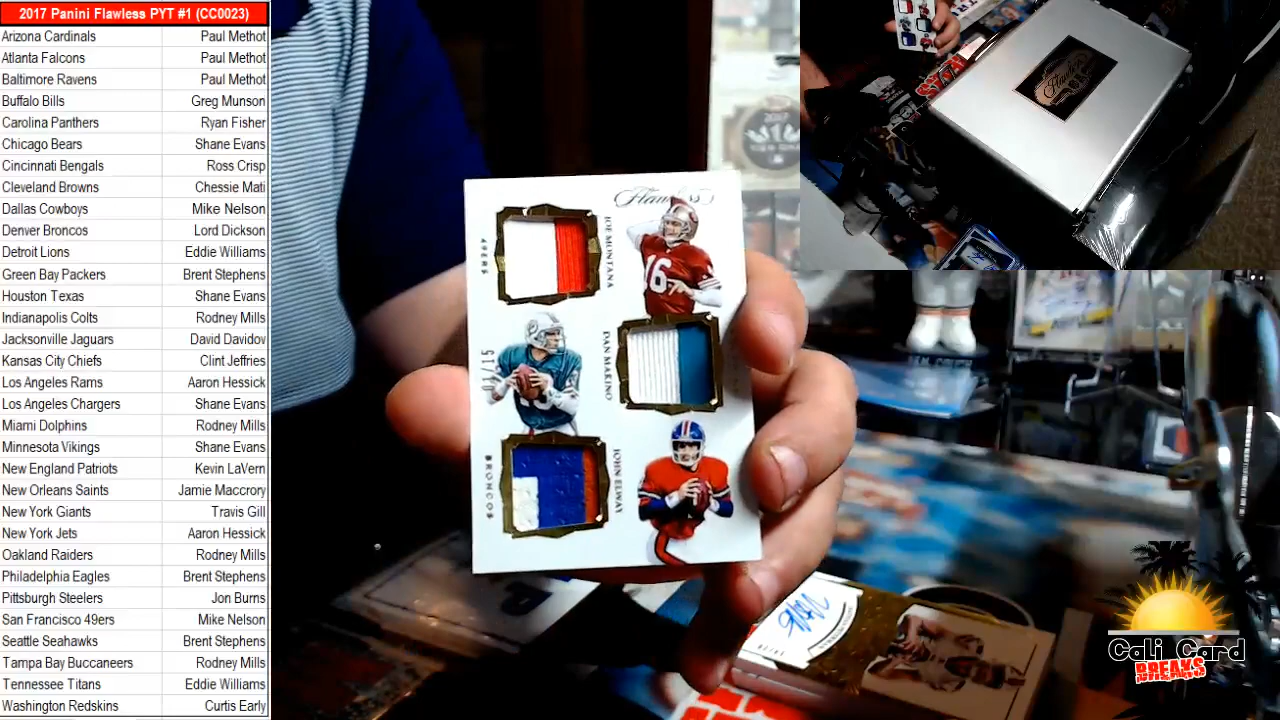 2017 Panini Flawless PYT #1 (CC0023)
Arizona Cardinals Paul Methot
Atlanta Falcons Paul Methot
Baltimore Ravens Paul Methot
Buffalo Bills Greg Munson
Carolina Panthers Ryan Fisher
Chicago Bears Shane Evans
Cincinnati Bengals Ross Crisp
Cleveland Browns Chessie Mati
Dallas Cowboys Mike Nelson
Denver Broncos Lord Dickson
Detroit Lions Eddie Williams
Green Bay Packers Brent Stephens
Houston Texas Shane Evans
Indianapolis Colts Rodney Mills
Jacksonville Jaguars David Davidov
Kansas City Chiefs Clint Jeffries
Los Angeles Rams Aaron Hessick
Los Angeles Chargers Shane Evans
Miami Dolphins Rodney Mills
Minnesota Vikings Shane Evans
New England Patriots Kevin LaVern
New Orleans Saints Jamie Maccrory
New York Giants Travis Gill
New York Jets Aaron Hessick
Oakland Raiders Rodney Mills
Philadelphia Eagles Brent Stephens
Pittsburgh Steelers Jon Burns
San Francisco 49ers Mike Nelson
Seattle Seahawks Brent Stephens
Tampa Bay Buccaneers Rodney Mills
Tennessee Titans Eddie Williams
Washington Redskins Curtis Early
Flawless
49ERS
JOE MONTANA
16
DAN MARINO
01/15
BRONCOS
JOHN ELWAY
Flawless
2017
Cali Card
BREAKS